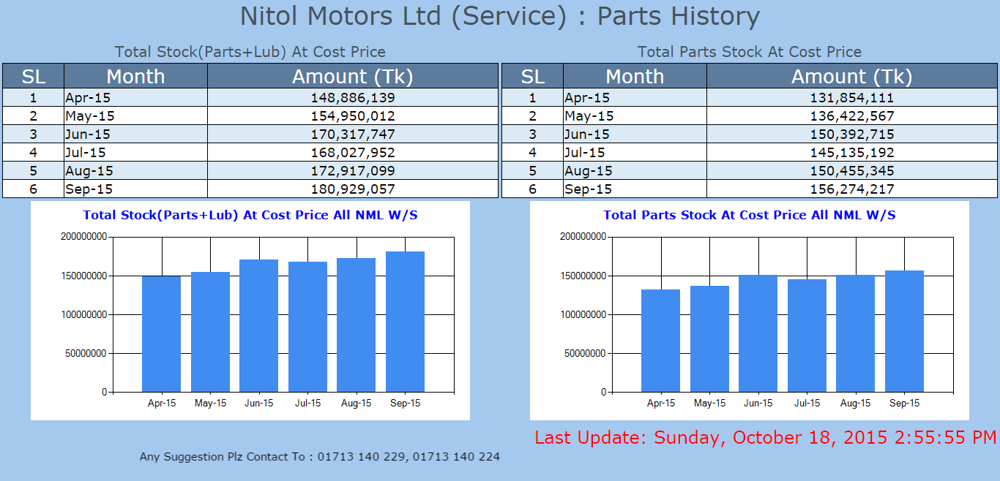 Nitol Motors Ltd (Service) : Parts History
Total Stock(Parts+Lub) At Cost Price
SL Month Amount (Tk)
1 Apr-15 148,886,139
2 May-15 154,950,012
3 Jun-15 170,317,747
4 Jul-15 168,027,952
5 Aug-15 172,917,099
6 Sep-15 180,929,057
Total Stock(Parts+Lub) At Cost Price All NML W/S
200000000
150000000
100000000
50000000
0
Apr-15 May-15 Jun-15 Jul-15 Aug-15 Sep-15
Total Parts Stock At Cost Price
SL Month Amount (Tk)
1 Apr-15 131,854,111
2 May-15 136,422,567
3 Jun-15 150,392,715
4 Jul-15 145,135,192
5 Aug-15 150,455,345
6 Sep-15 156,274,217
Total Parts Stock At Cost Price All NML W/S
200000000
150000000
100000000
50000000
0
Apr-15 May-15 Jun-15 Jul-15 Aug-15 Sep-15
Last Update: Sunday, October 18, 2015 2:55:55 PM
Any Suggestion Plz Contact To : 01713 140 229, 01713 140 224